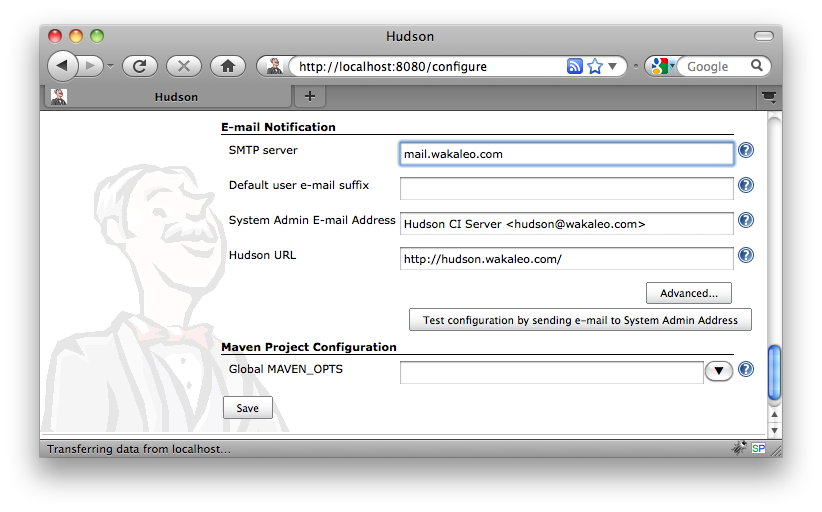 Hudson
http://localhost:8080/configure
Google
Hudson
+
E-mail Notification
SMTP server
mail.wakaleo.com
?
Default user e-mail suffix
?
System Admin E-mail Address
Hudson CI Server <hudson@wakaleo.com>
?
Hudson URL
http://hudson.wakaleo.com/
?
Advanced...
Test configuration by sending e-mail to System Admin Address
Maven Project Configuration
Global MAVEN_OPTS
?
Save
Transferring data from localhost...
SP